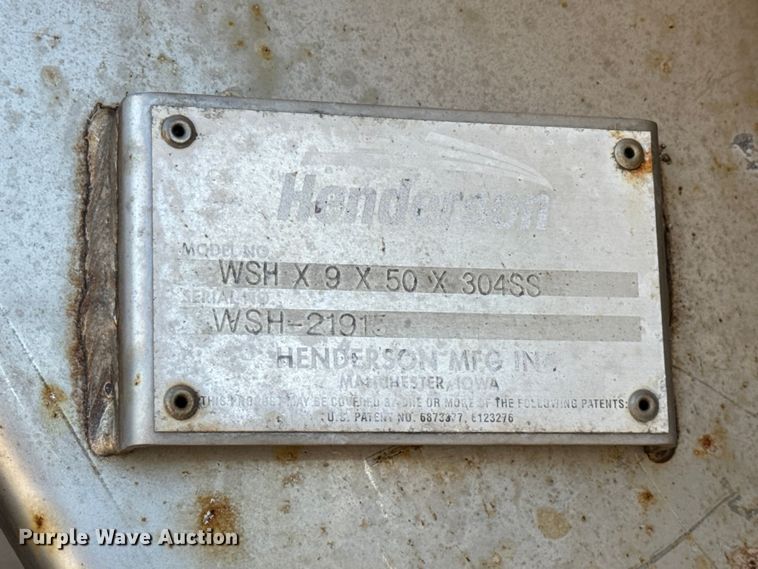 Henderson
MODEL NO.
WSH X 9 X 50 X 304SS
SERIAL NO.
HENDERSON MFG INC.
MANCHESTER, IOWA
THIS PRODUCT MAY BE COVERED BY ONE OR MORE OF THE FOLLOWING PATENTS:
U.S. PATENT NO. 6123276
Purple Wave Auction